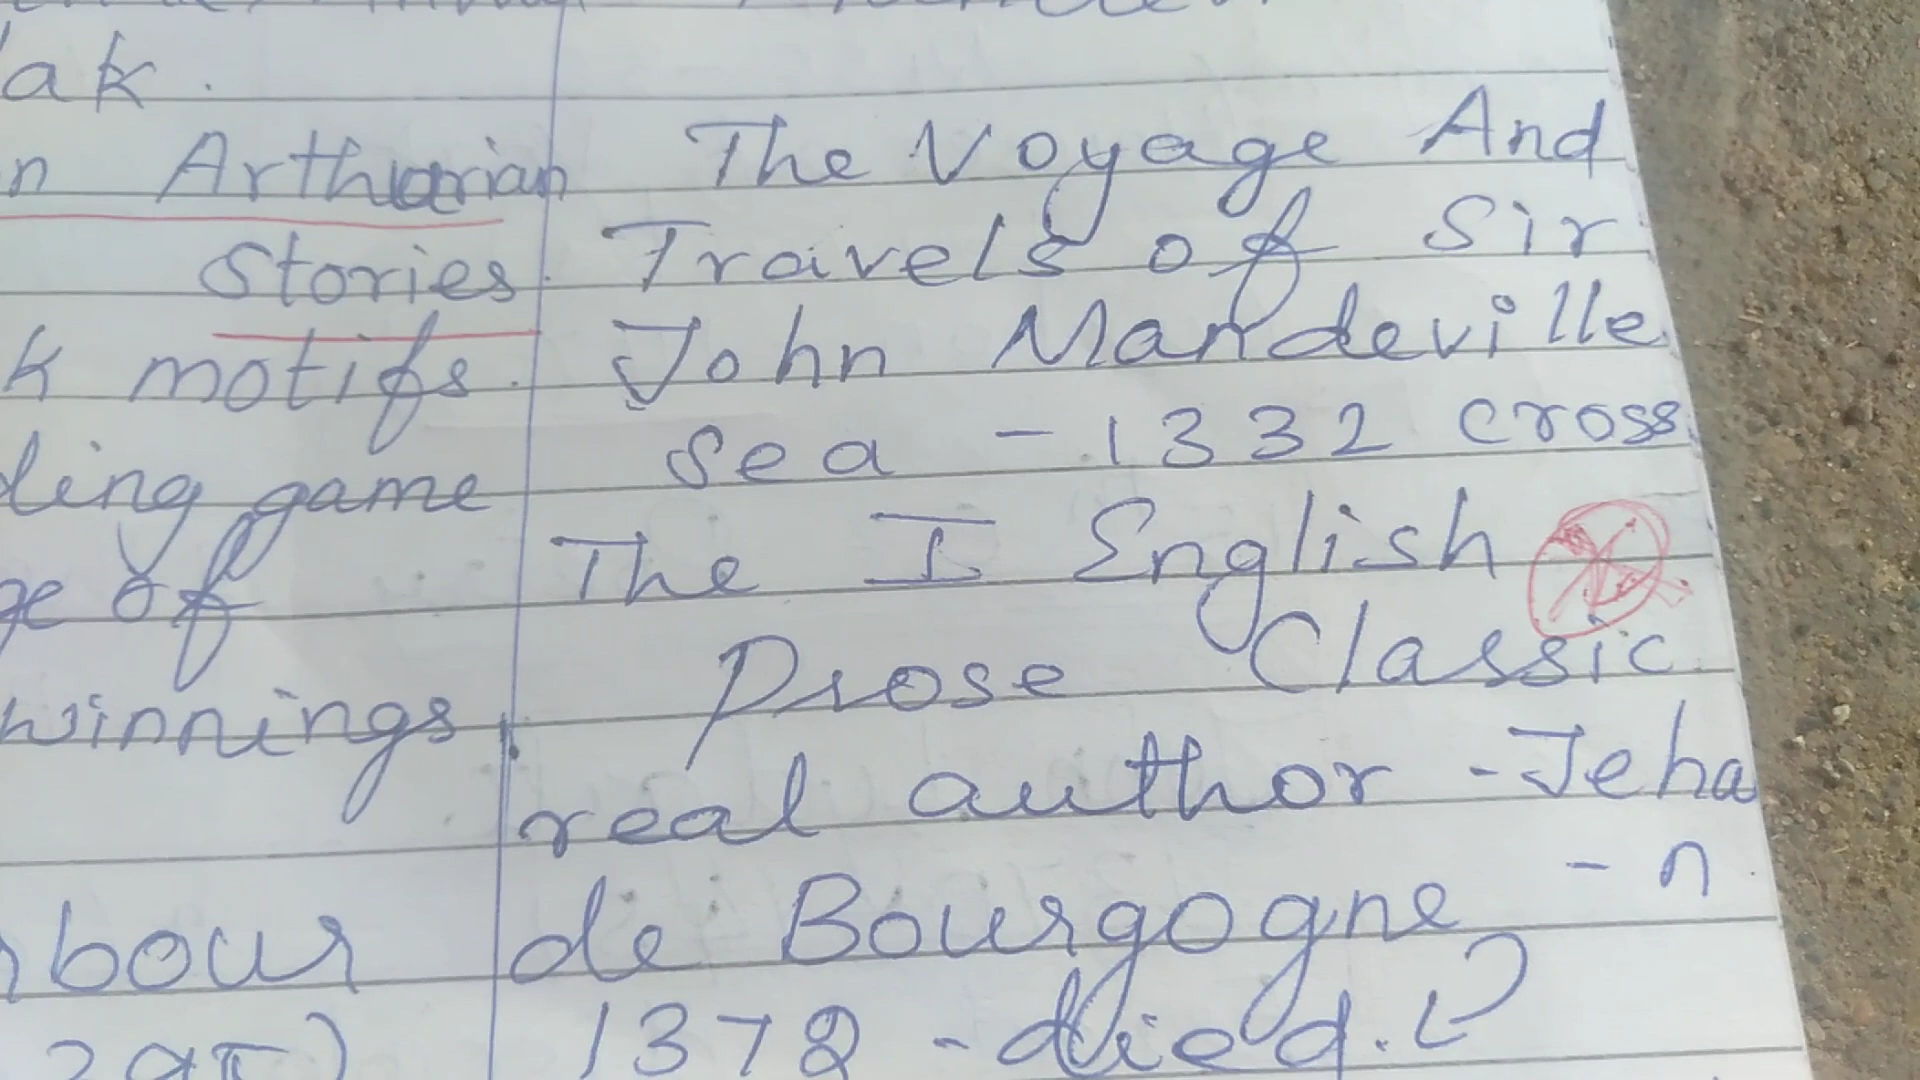 ak.
n Arthurian
Stories.
k motifs.
ding game
ge of
winnings.
bour
The Voyage And
Travels of Sir
John Mandeville
sea - 1332 cross
The I English
Prose Classic
real author - Jeha
- n
de Bourgogne
1372 - died.